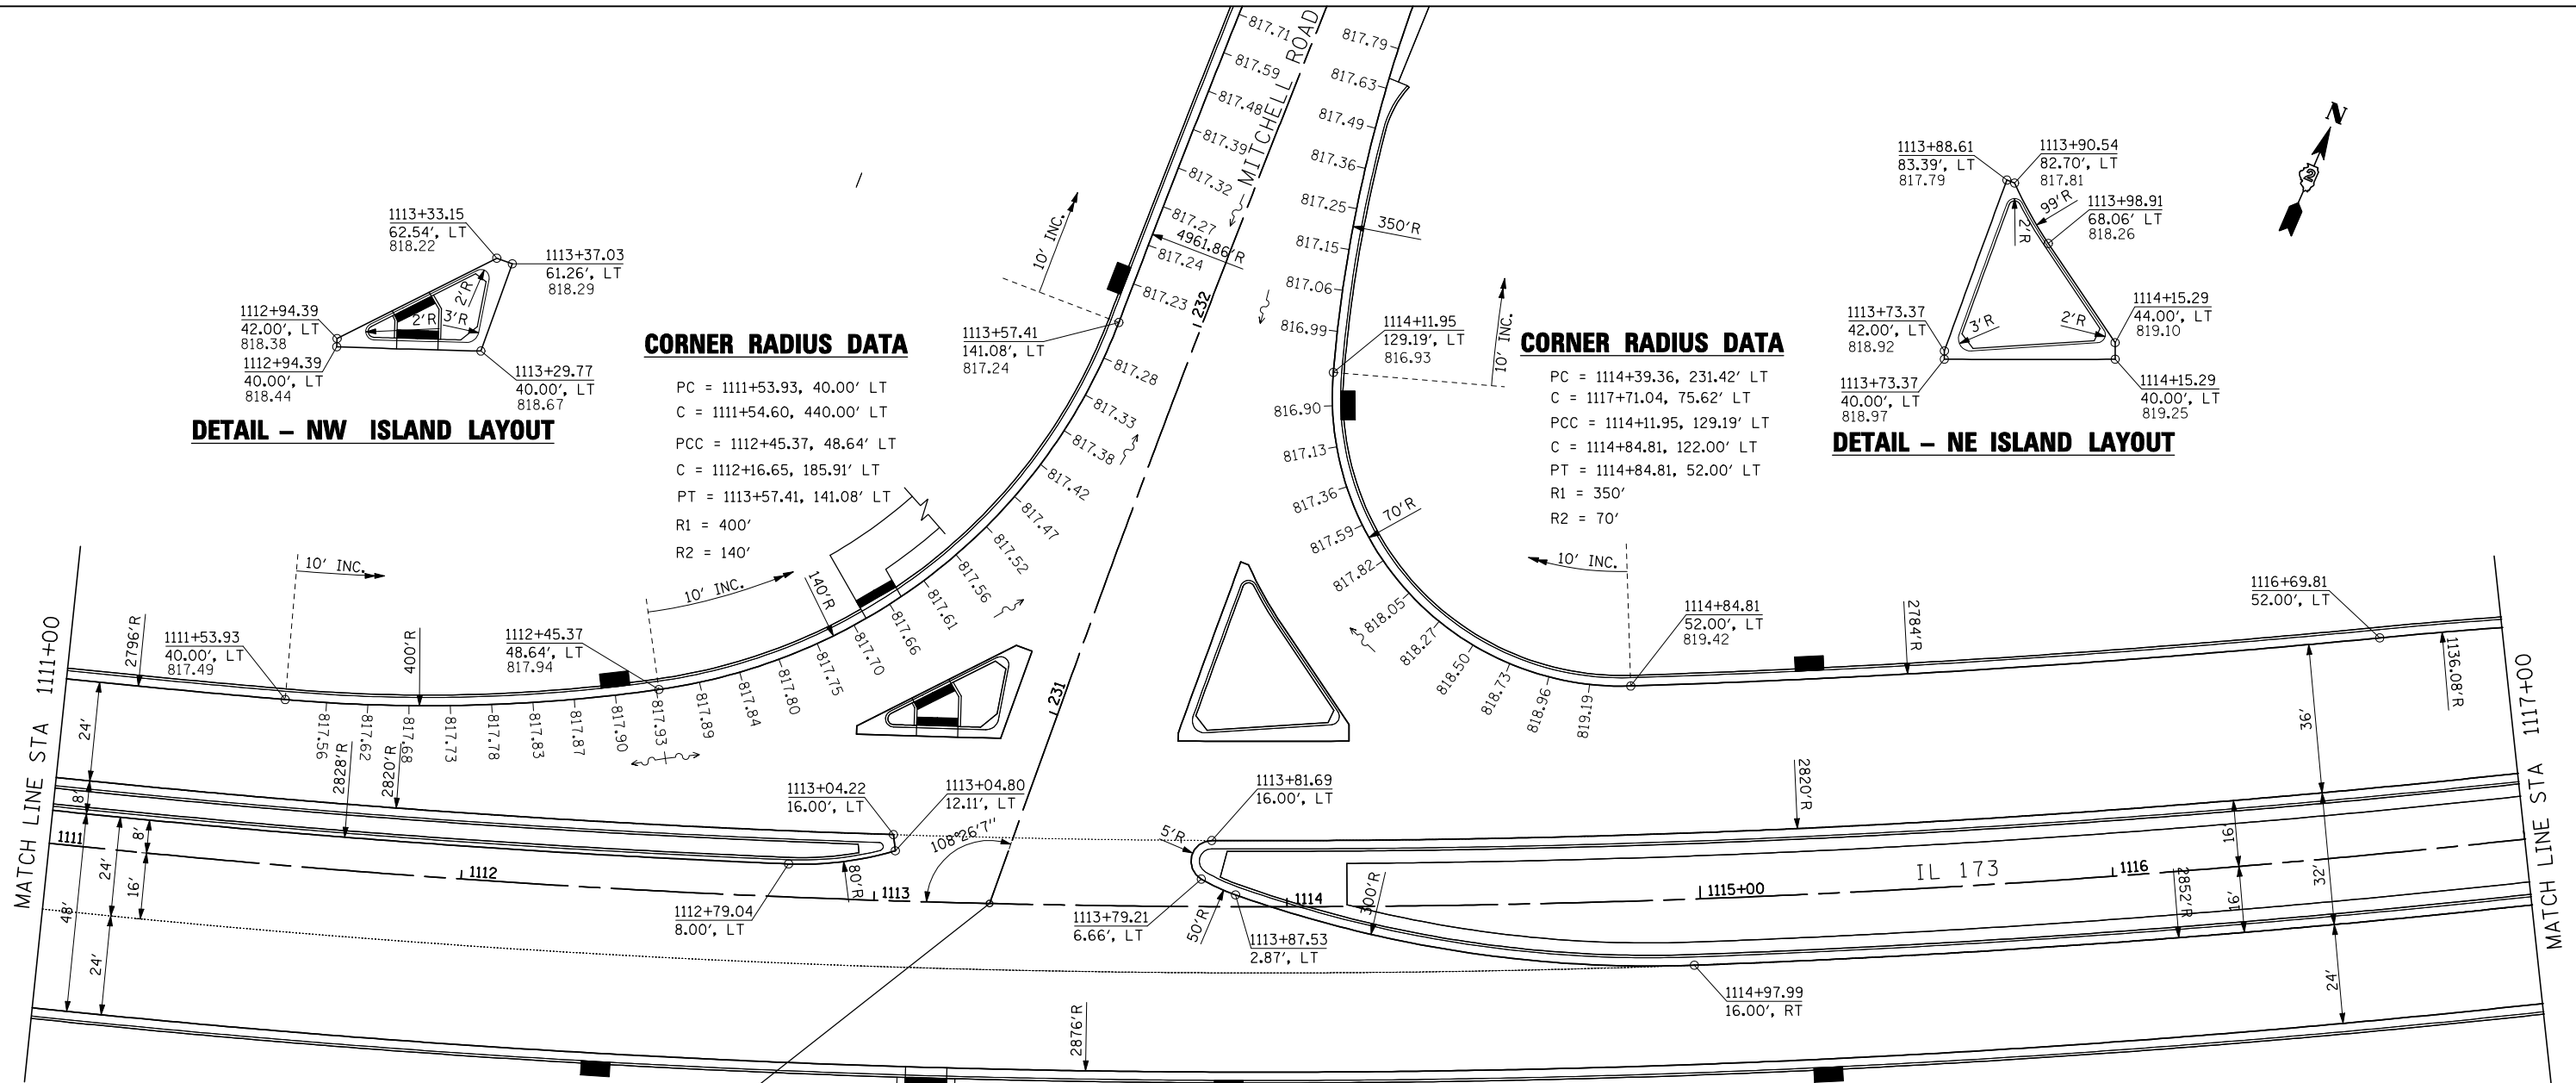 817.71
817.59
817.48
817.39
817.32
817.27
817.24
817.23
4961.86'R
MITCHELL ROAD
232
231
817.79
817.63
817.49
817.36
817.25
817.15
817.06
816.99
350'R
10' INC.
1113+57.41
141.08', LT
817.24
1114+11.95
129.19', LT
816.93
10' INC.
N
2
1113+33.15
62.54', LT
818.22
1113+37.03
61.26', LT
818.29
1112+94.39
42.00', LT
818.38
1112+94.39
40.00', LT
818.44
1113+29.77
40.00', LT
818.67
2'R
2'R
3'R
DETAIL – NW ISLAND LAYOUT
CORNER RADIUS DATA
PC = 1111+53.93, 40.00' LT
C = 1111+54.60, 440.00' LT
PCC = 1112+45.37, 48.64' LT
C = 1112+16.65, 185.91' LT
PT = 1113+57.41, 141.08' LT
R1 = 400'
R2 = 140'
CORNER RADIUS DATA
PC = 1114+39.36, 231.42' LT
C = 1117+71.04, 75.62' LT
PCC = 1114+11.95, 129.19' LT
C = 1114+84.81, 122.00' LT
PT = 1114+84.81, 52.00' LT
R1 = 350'
R2 = 70'
1113+88.61
83.39', LT
817.79
1113+90.54
82.70', LT
817.81
1113+98.91
68.06' LT
818.26
99'R
2'R
3'R
2'R
1113+73.37
42.00', LT
818.92
1114+15.29
44.00' LT
819.10
1113+73.37
40.00' LT
818.97
1114+15.29
40.00' LT
819.25
DETAIL – NE ISLAND LAYOUT
817.28
817.33
817.38
817.42
817.47
817.52
817.56
817.61
817.66
817.70
817.75
817.80
817.84
817.89
817.93
817.90
817.87
817.83
817.78
817.73
817.68
817.62
817.56
816.90
817.13
817.36
817.59
817.82
818.05
818.27
818.50
818.73
818.96
819.19
70'R
10' INC.
10' INC.
10' INC.
140'R
400'R
2796'R
MATCH LINE STA 1111+00
1111+53.93
40.00', LT
817.49
1112+45.37
48.64', LT
817.94
1114+84.81
52.00' LT
819.42
1116+69.81
52.00', LT
2784'R
1136.08'R
MATCH LINE STA 1117+00
24'
8'
2828'R
2820'R
1113+04.22
16.00', LT
1113+04.80
12.11', LT
1113+81.69
16.00', LT
2820'R
36'
16'
32'
16'
24'
5'R
108°26'7"
80'R
1111
1112
1113
1114
1115+00
1116
IL 173
8'
24'
16'
48'
24'
1112+79.04
8.00', LT
1113+79.21
6.66', LT
50'R
1113+87.53
2.87', LT
300'R
2852'R
1114+97.99
16.00', RT
2876'R